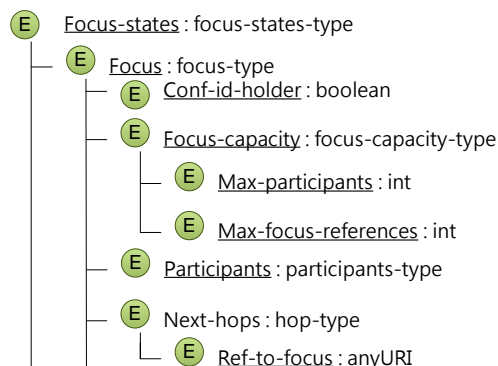 E Focus-states : focus-states-type
E Focus : focus-type
E Conf-id-holder : boolean
E Focus-capacity : focus-capacity-type
E Max-participants : int
E Max-focus-references : int
E Participants : participants-type
E Next-hops : hop-type
E Ref-to-focus : anyURI